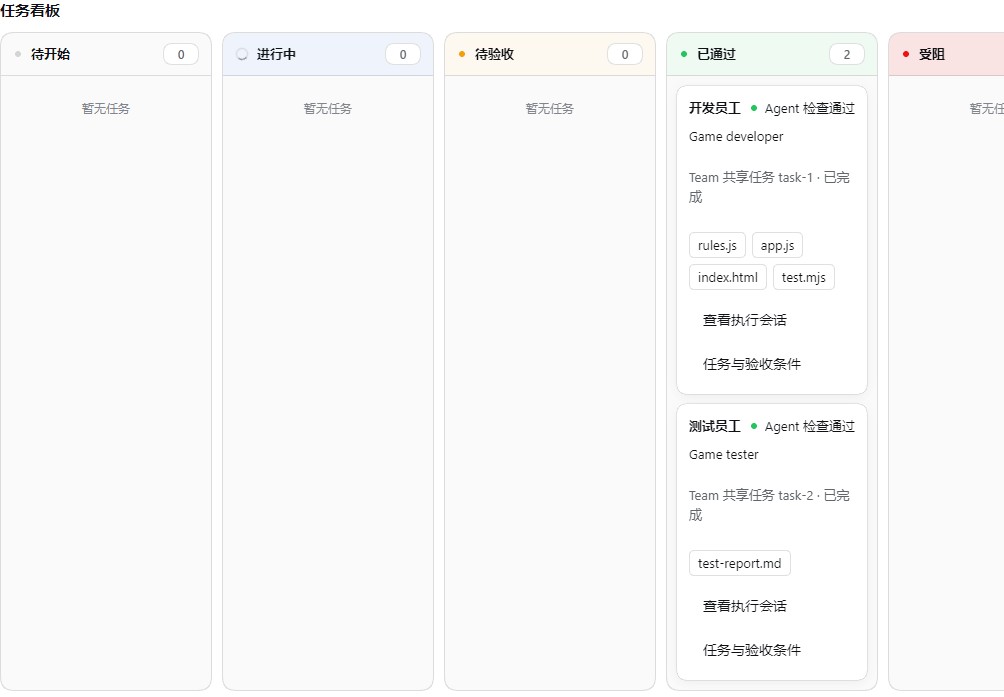 任务看板
待开始 0
暂无任务
进行中 0
暂无任务
待验收 0
暂无任务
已通过 2
开发员工 Agent 检查通过
Game developer
Team 共享任务 task-1 · 已完
成
rules.js app.js
index.html test.mjs
查看执行会话
任务与验收条件
测试员工 Agent 检查通过
Game tester
Team 共享任务 task-2 · 已完
成
test-report.md
查看执行会话
任务与验收条件
受阻
暂无任